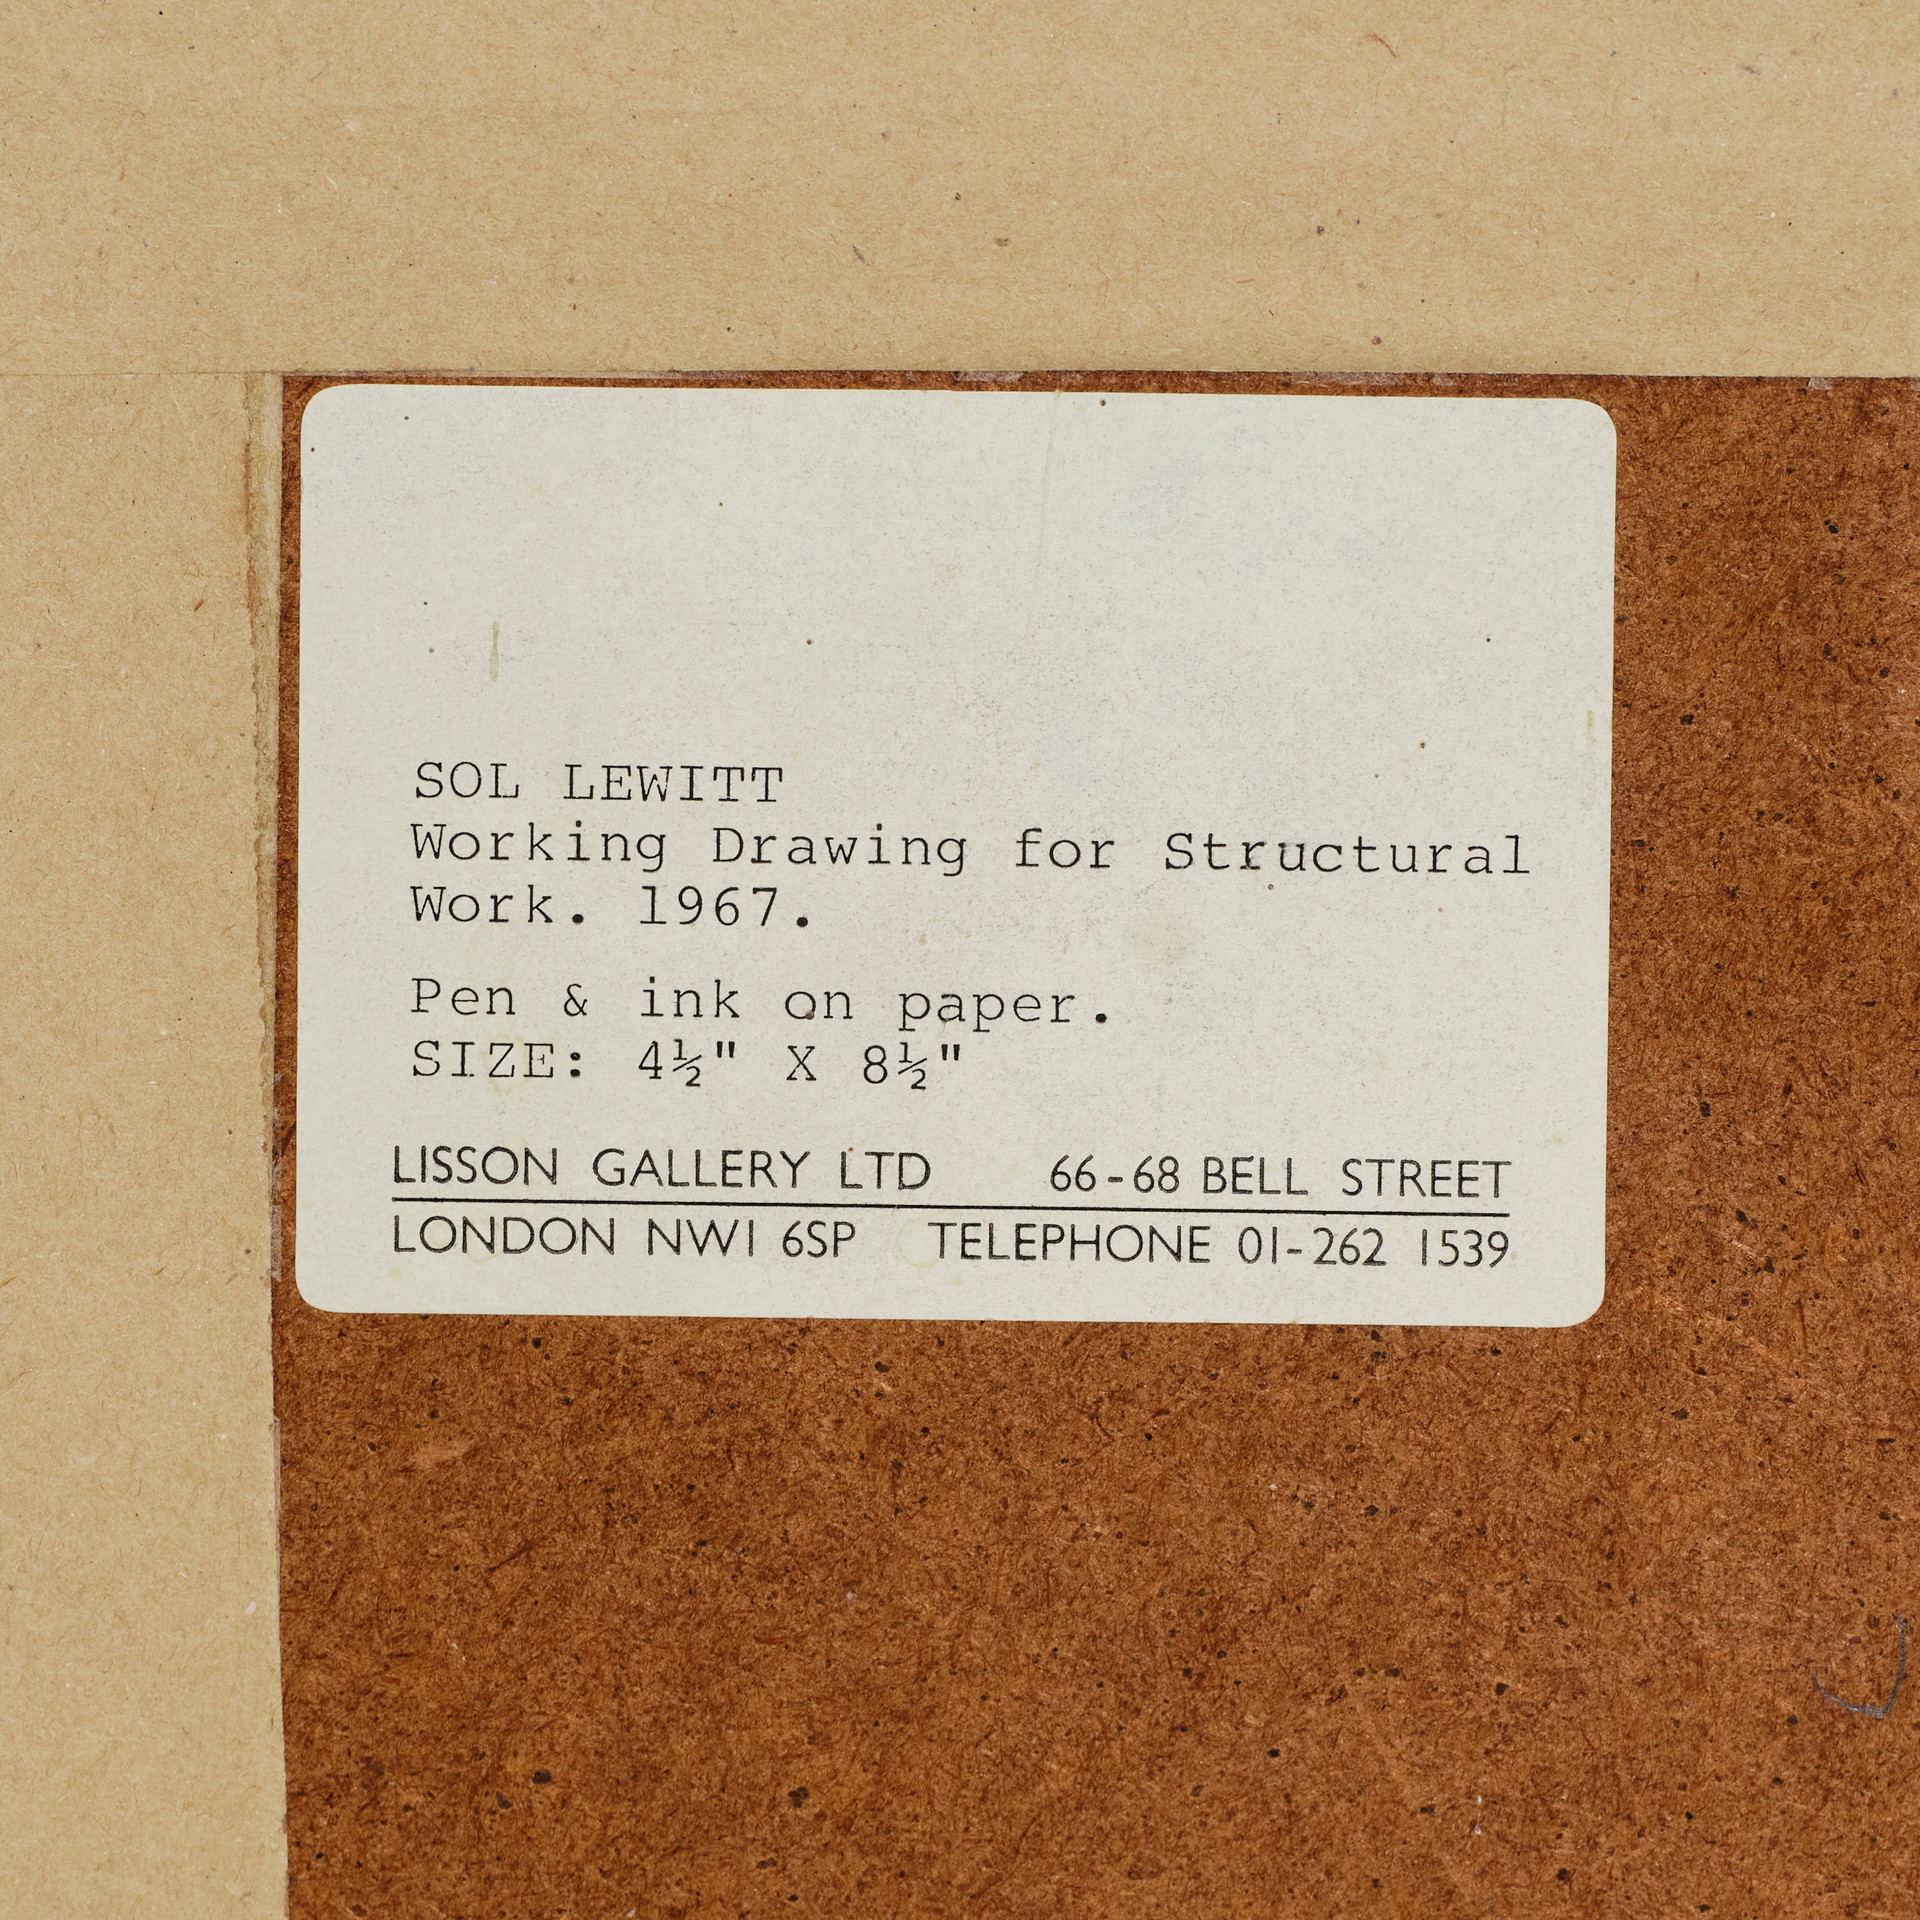 SOL LEWITT
Working Drawing for Structural
Work. 1967.
Pen & ink on paper.
SIZE: 4½" X 8½"
LISSON GALLERY LTD 66-68 BELL STREET
LONDON NW1 6SP TELEPHONE 01-262 1539